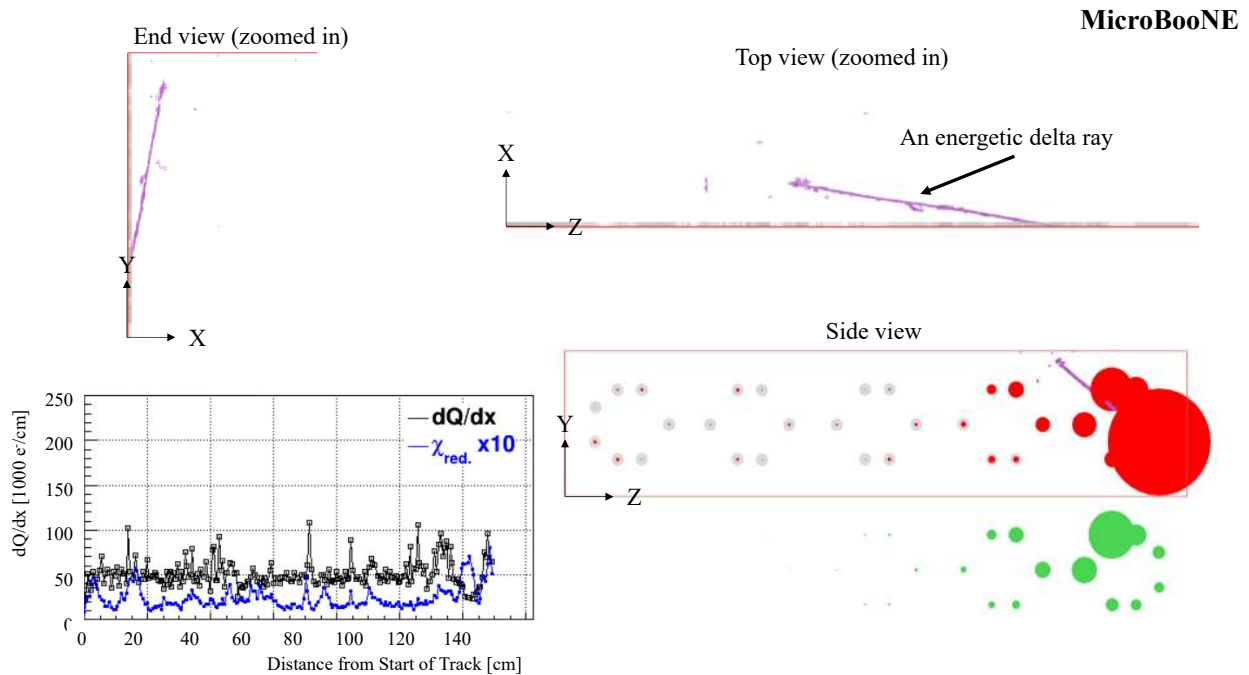 MicroBooNE
End view (zoomed in)
Top view (zoomed in)
An energetic delta ray
X
Z
Y
X
Side view
Y
Z
250
200
150
100
50
dQ/dx [1000 e⁻/cm]
dQ/dx
χred. x10
0 20 40 60 80 100 120 140
Distance from Start of Track [cm]